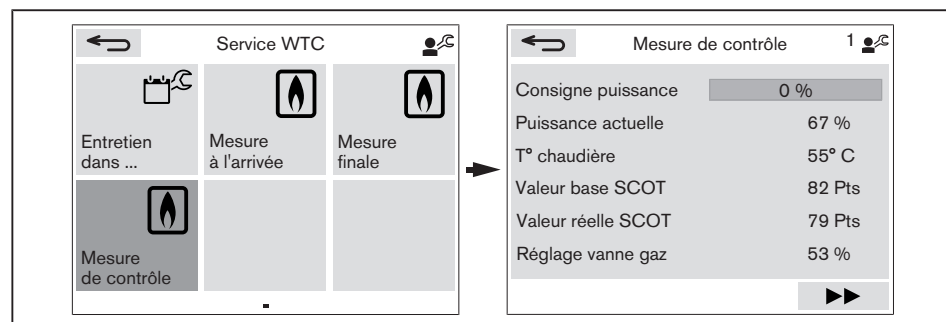 Service WTC
Entretien
dans ...
Mesure
à l'arrivée
Mesure
finale
Mesure
de contrôle
Mesure de contrôle 1
Consigne puissance 0 %
Puissance actuelle 67 %
T° chaudière 55° C
Valeur base SCOT 82 Pts
Valeur réelle SCOT 79 Pts
Réglage vanne gaz 53 %